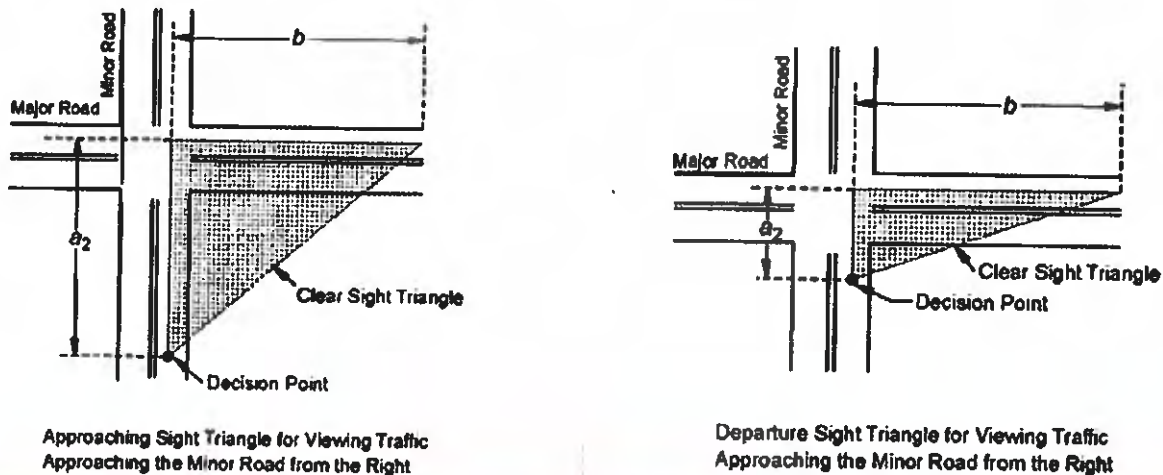 Minor Road
b
Major Road
a2
Clear Sight Triangle
Decision Point
Approaching Sight Triangle for Viewing Traffic
Approaching the Minor Road from the Right
Minor Road
b
Major Road
a2
Clear Sight Triangle
Decision Point
Departure Sight Triangle for Viewing Traffic
Approaching the Minor Road from the Right